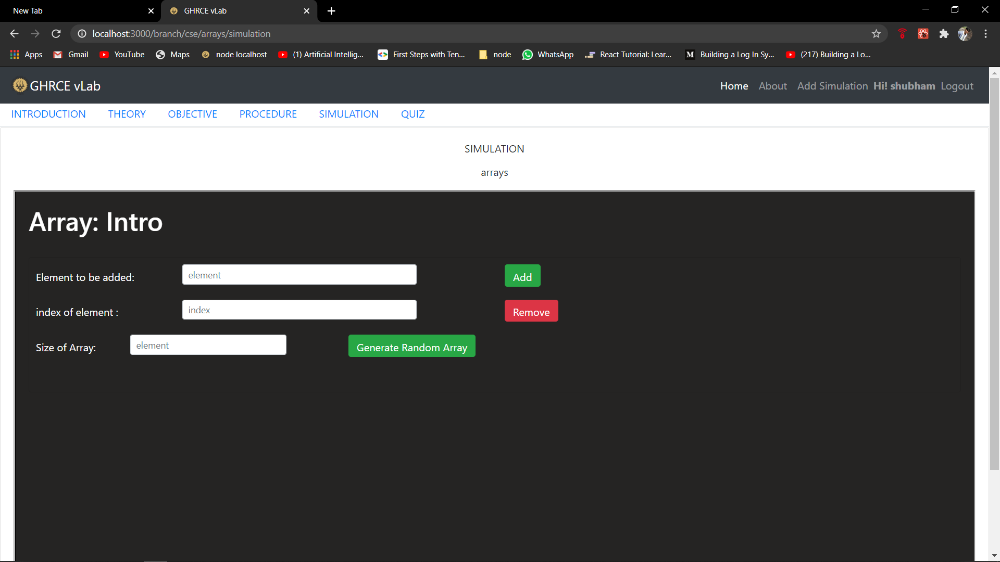 New Tab
GHRCE vLab
localhost:3000/branch/cse/arrays/simulation
Apps Gmail YouTube Maps node localhost (1) Artificial Intellig... First Steps with Ten... node WhatsApp React Tutorial: Lear... M Building a Log In Sy... (217) Building a Lo...
GHRCE vLab Home About Add Simulation Hi! shubham Logout
INTRODUCTION THEORY OBJECTIVE PROCEDURE SIMULATION QUIZ
SIMULATION
arrays
Array: Intro
Element to be added: element Add
index of element : index Remove
Size of Array: element Generate Random Array